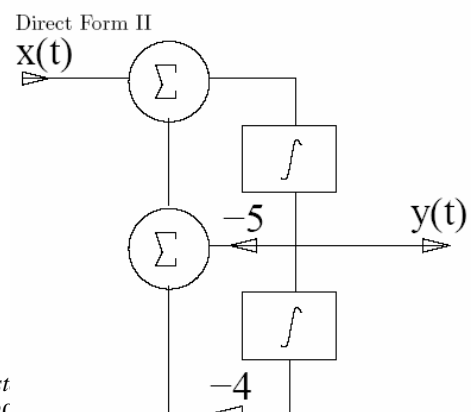 Direct Form II
x(t)
Σ
∫
−5
y(t)
Σ
∫
−4